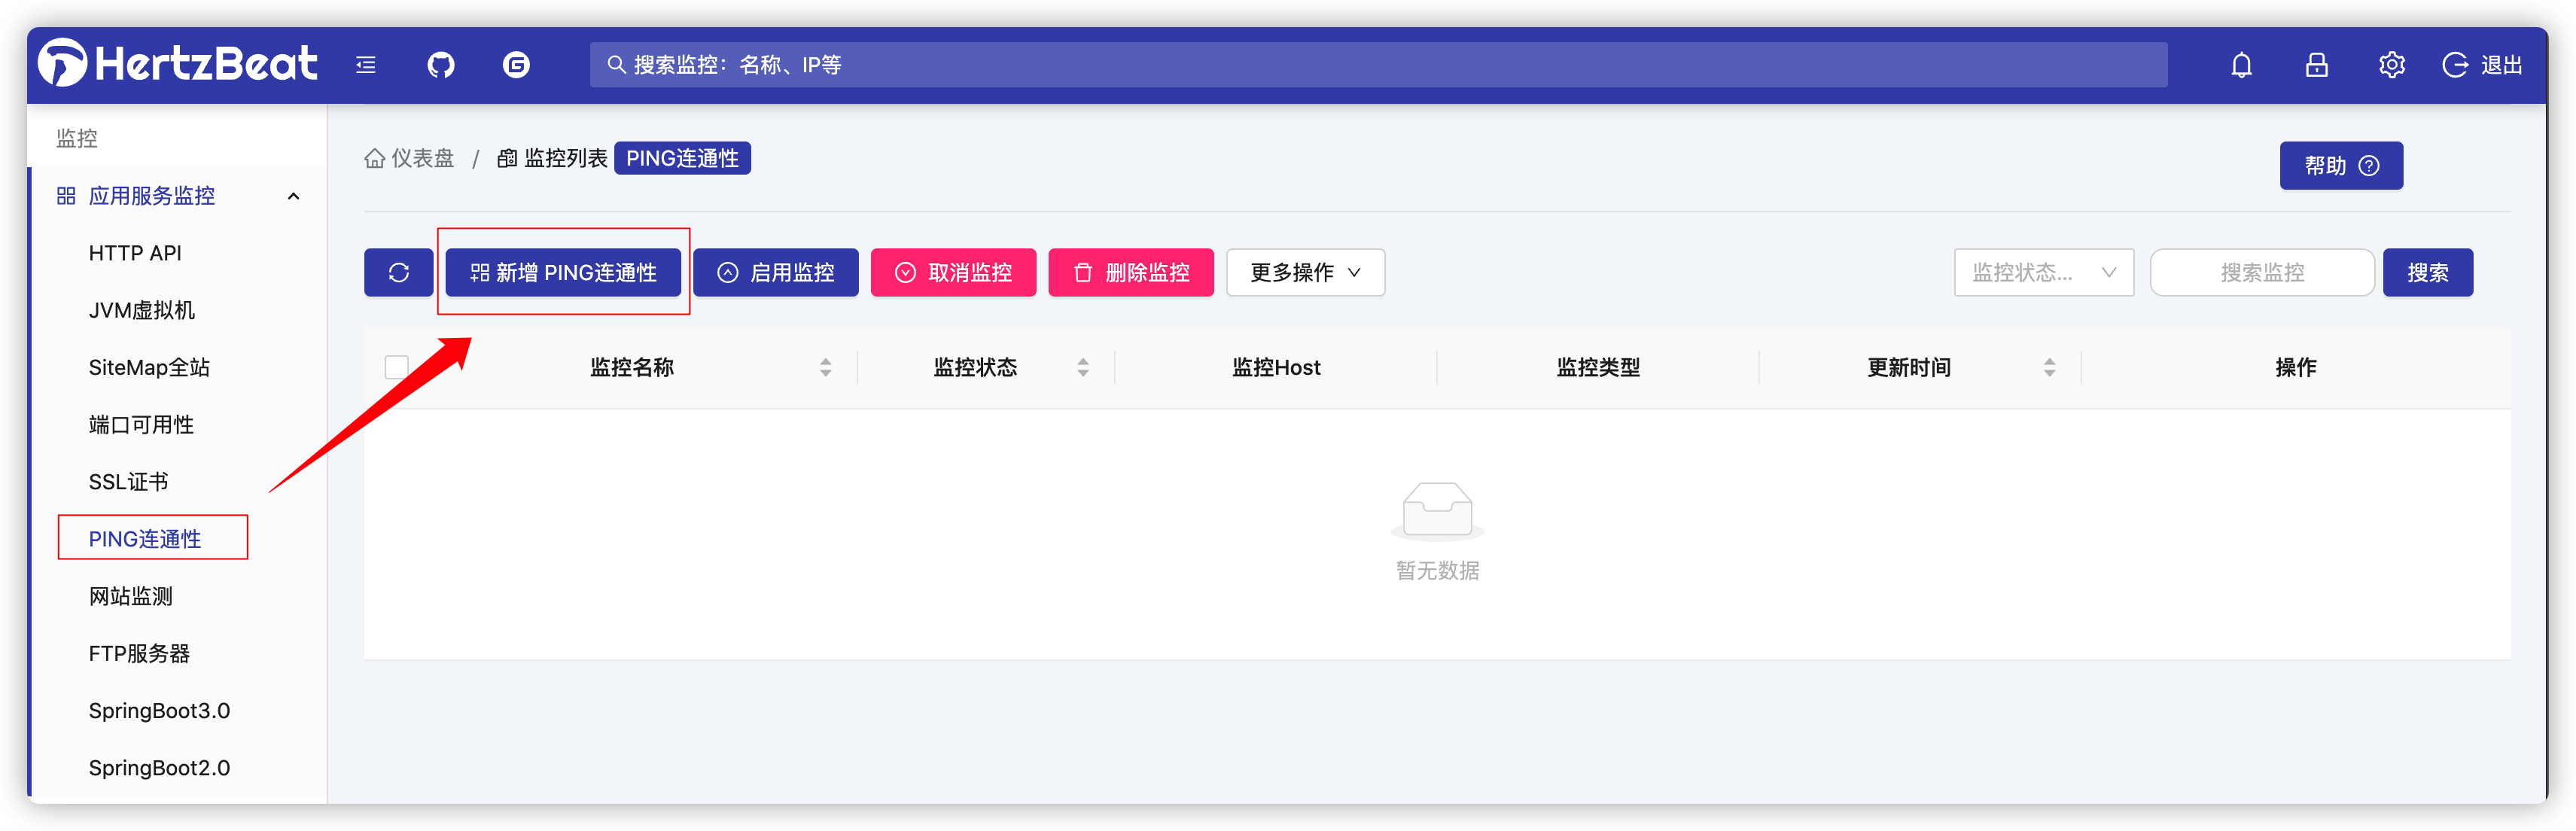 HertzBeat
搜索监控：名称、IP等
退出
监控
应用服务监控
HTTP API
JVM虚拟机
SiteMap全站
端口可用性
SSL证书
PING连通性
网站监测
FTP服务器
SpringBoot3.0
SpringBoot2.0
仪表盘 / 监控列表 PING连通性
帮助
新增 PING连通性 启用监控 取消监控 删除监控 更多操作 监控状态... 搜索监控 搜索
监控名称 监控状态 监控Host 监控类型 更新时间 操作
暂无数据